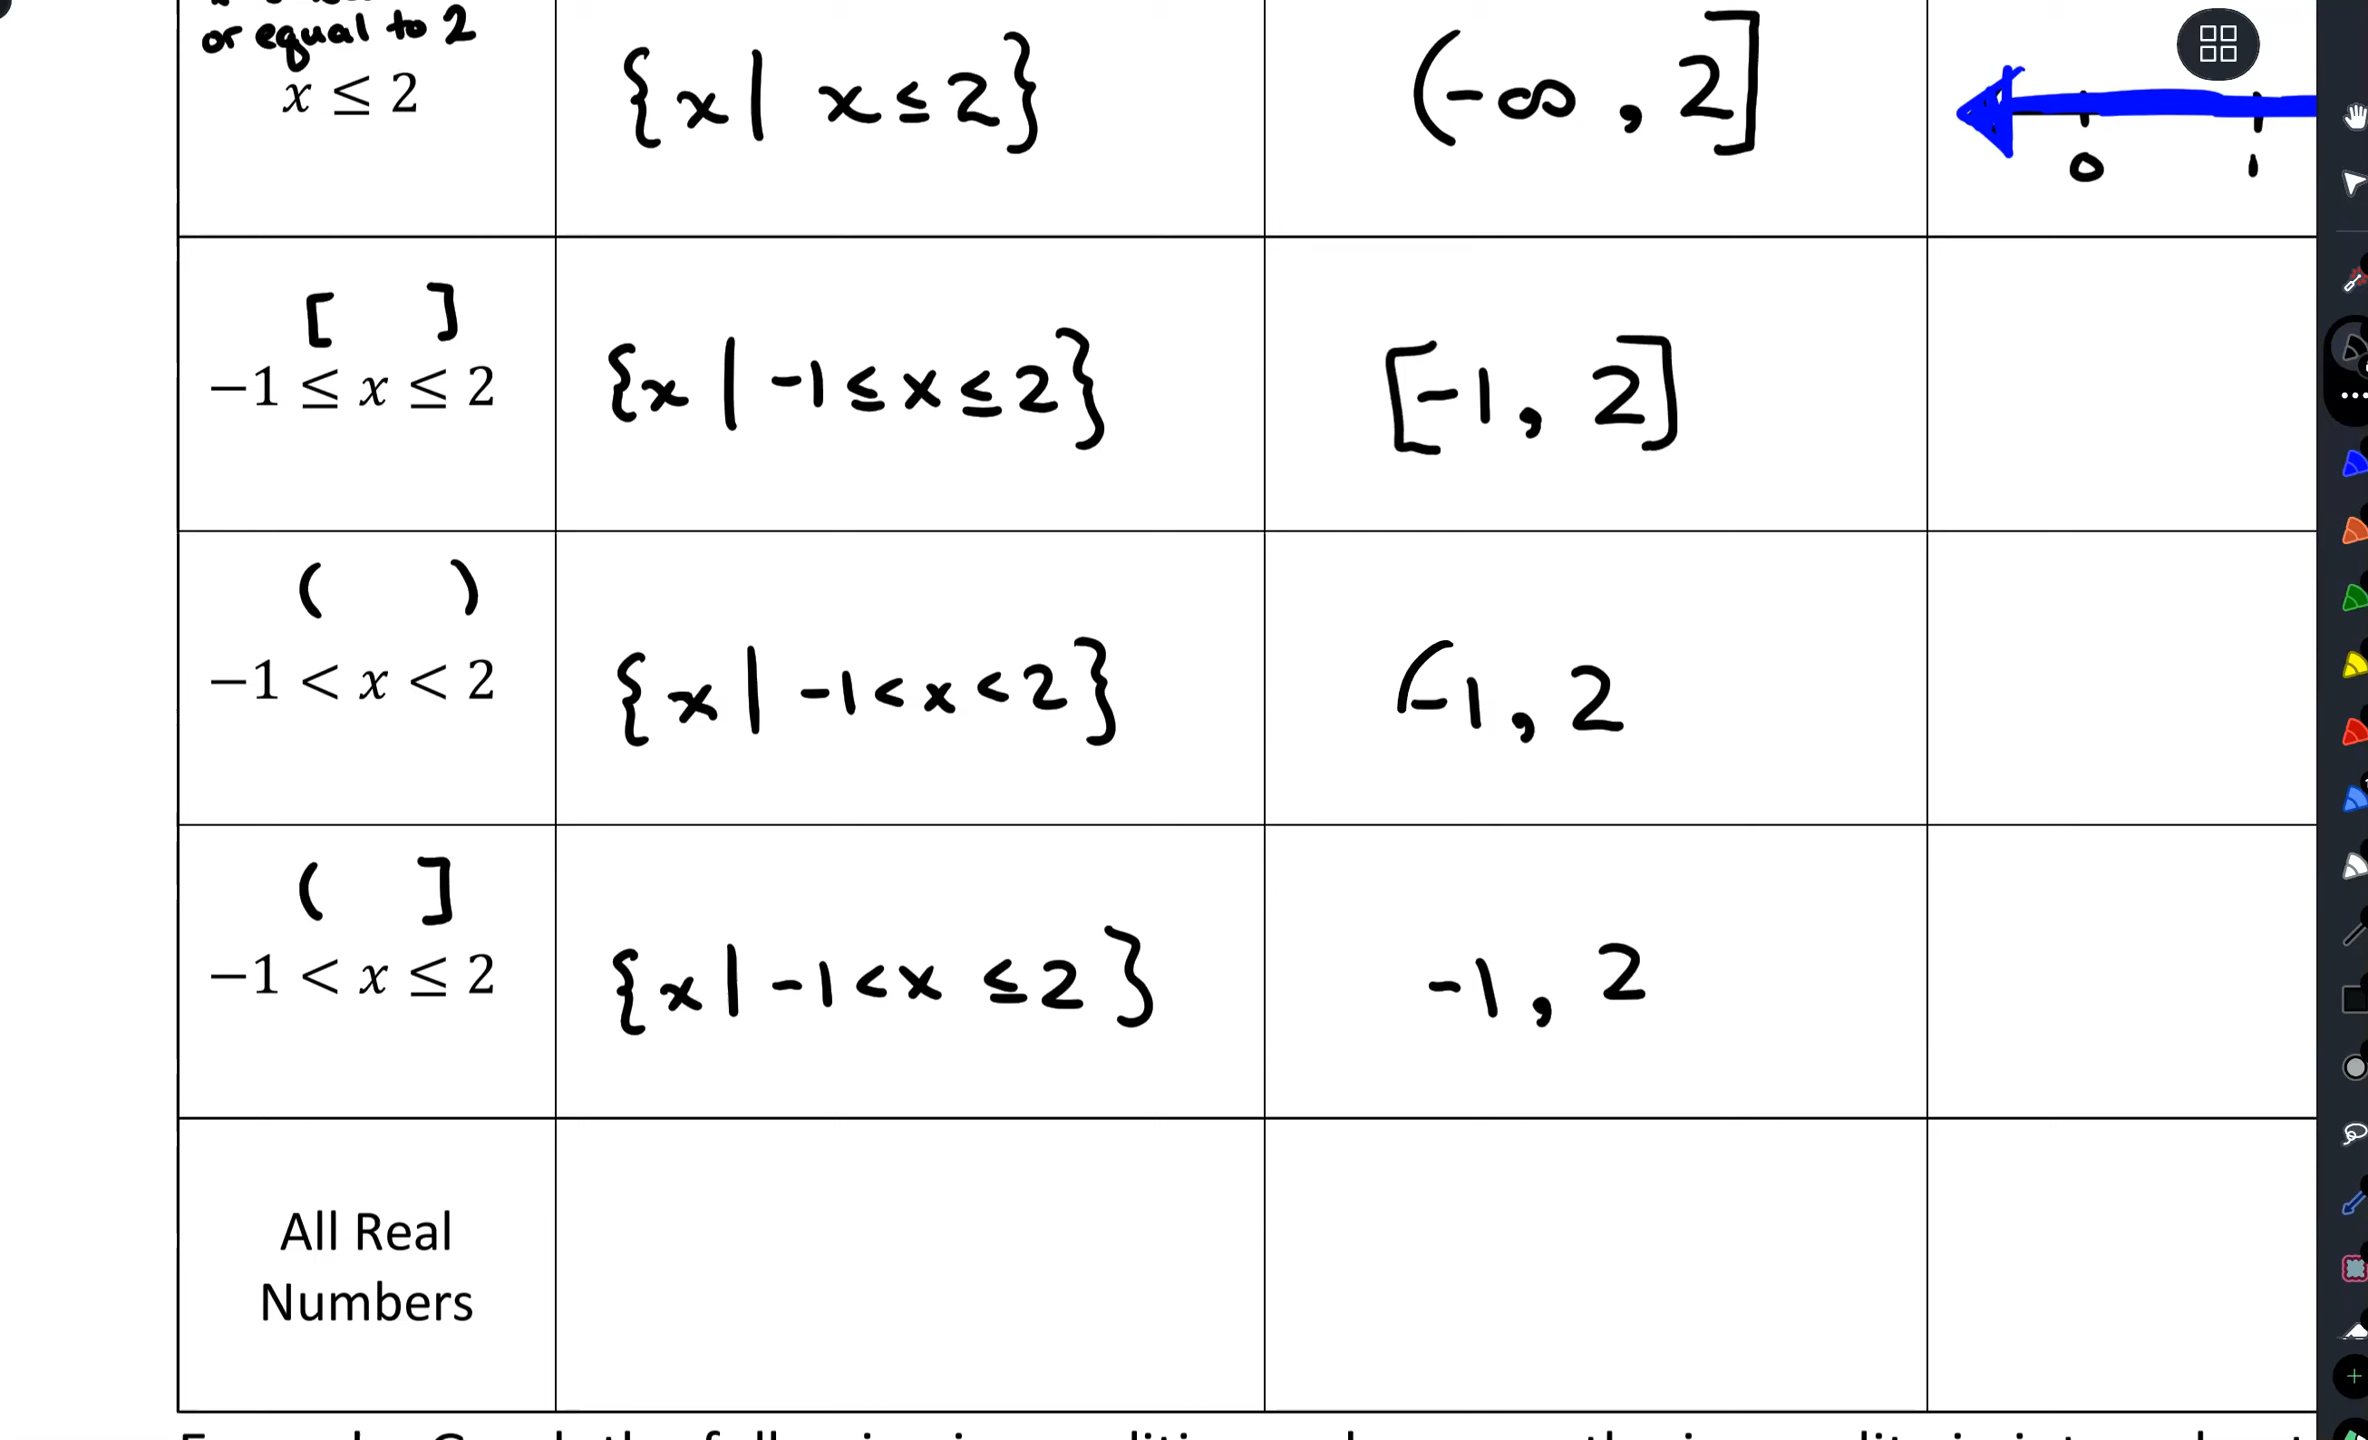 or equal to 2
x ≤ 2
{x | x ≤ 2}
(-∞, 2]
0 1
[ ]
−1 ≤ x ≤ 2
{x | -1 ≤ x ≤ 2}
[-1, 2]
( )
−1 < x < 2
{x | -1 < x < 2}
(-1, 2
( ]
−1 < x ≤ 2
{x | -1 < x ≤ 2}
-1, 2
All Real
Numbers